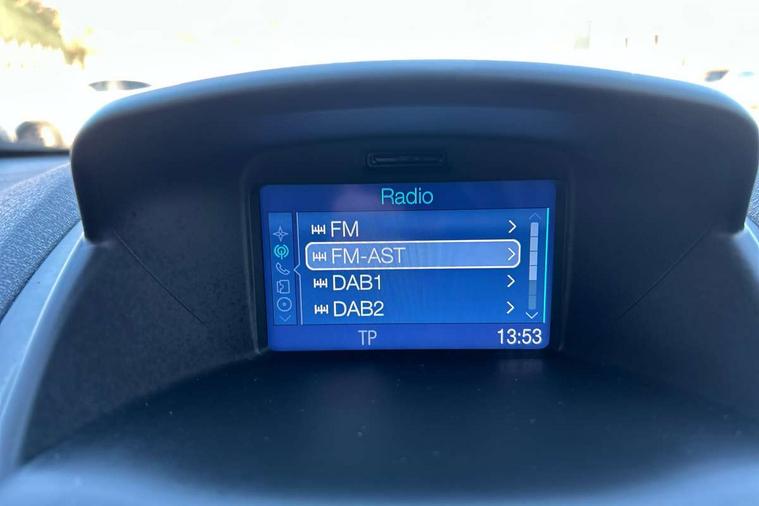 Radio
FM
FM-AST
DAB1
DAB2
TP 13:53